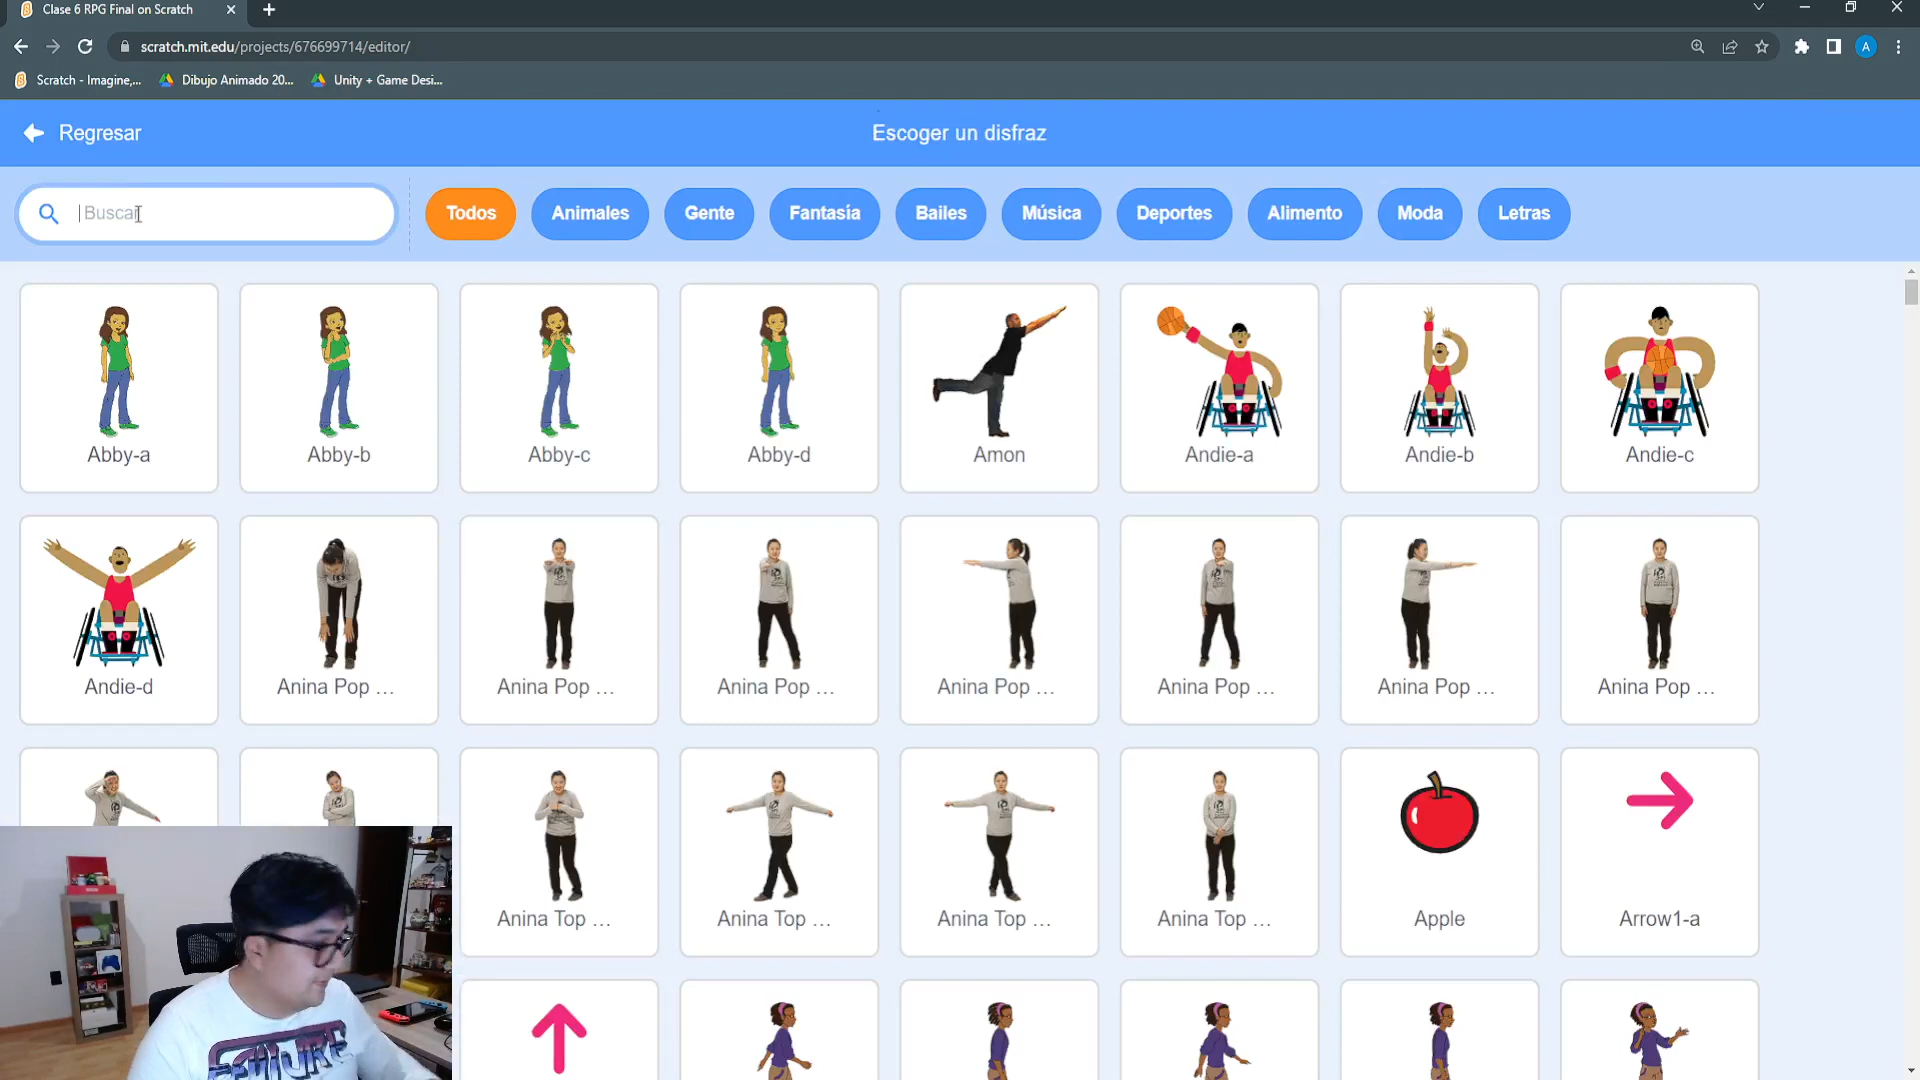 Clase 6 RPG Final on Scratch
scratch.mit.edu/projects/676699714/editor/
A
Scratch - Imagine,...
Dibujo Animado 20...
Unity + Game Desi...
Regresar
Escoger un disfraz
Buscar
Todos
Animales
Gente
Fantasía
Bailes
Música
Deportes
Alimento
Moda
Letras
Abby-a
Abby-b
Abby-c
Abby-d
Amon
Andie-a
Andie-b
Andie-c
Andie-d
Anina Pop ...
Anina Pop ...
Anina Pop ...
Anina Pop ...
Anina Pop ...
Anina Pop ...
Anina Pop ...
Anina Top ...
Anina Top ...
Anina Top ...
Anina Top ...
Apple
Arrow1-a